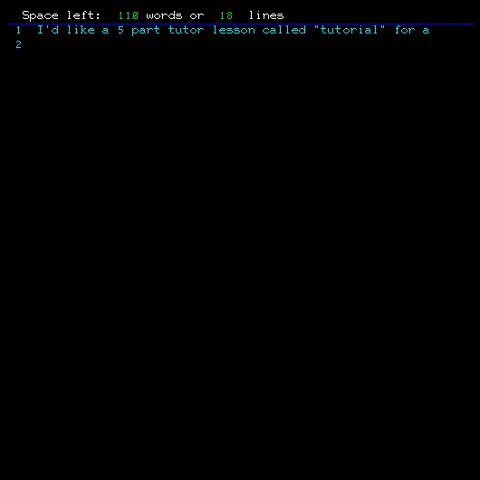 Space left: 110 words or 18 lines
1 I'd like a 5 part tutor lesson called "tutorial" for a
2